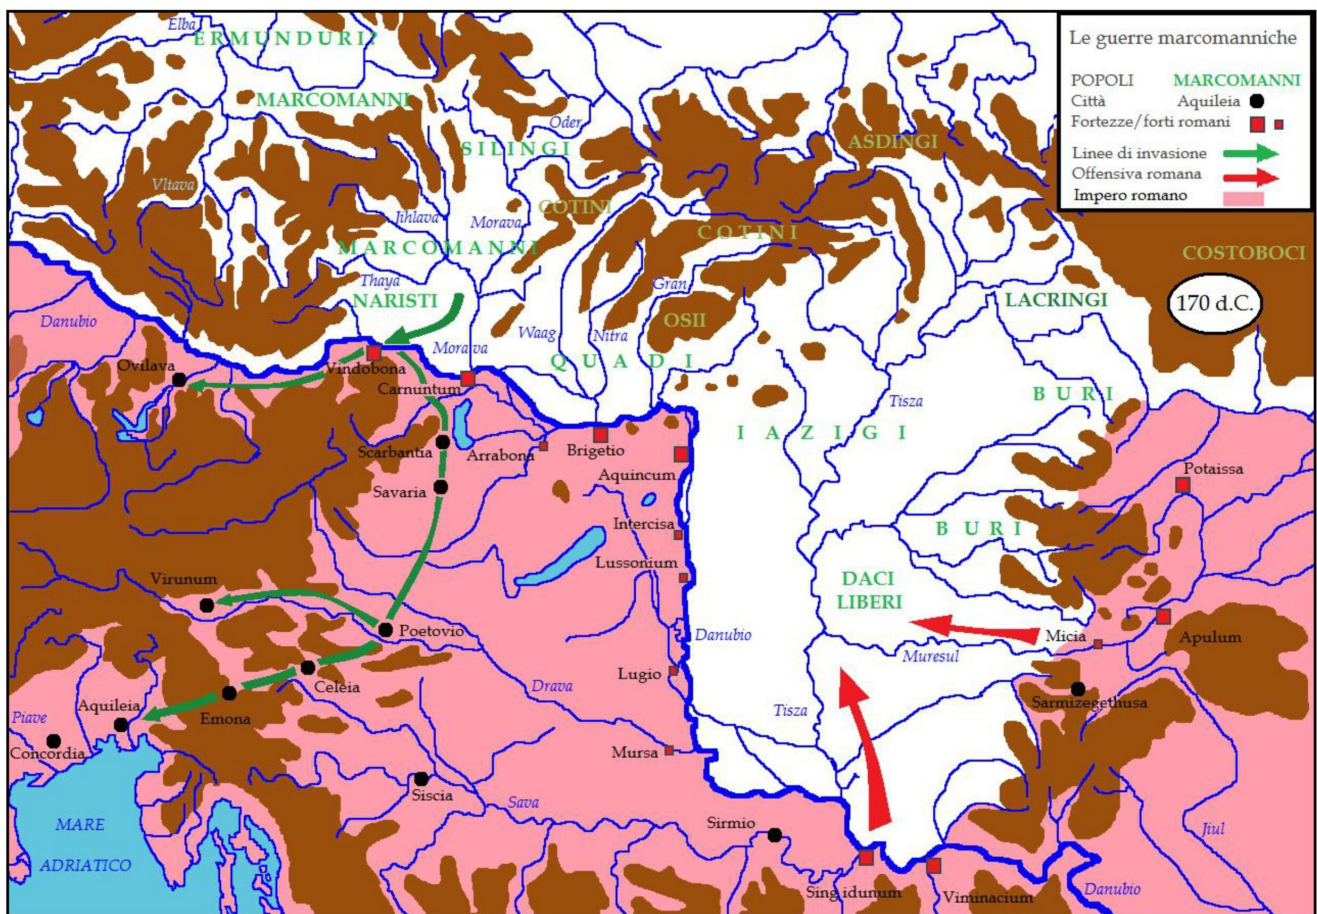 Elba
ERMUNDURI?
Le guerre marcomanniche
POPOLI MARCOMANNI
Città Aquileia
Fortezze/forti romani
Linee di invasione
Offensiva romana
Impero romano
MARCOMANNI
Oder
SILINGI
ASDINGI
Vltava
COTINI
Jihlava
Morava
COTINI
MARCOMANNI
COSTOBOCI
Thaya
Gran
NARISTI
LACRINGI
170 d.C.
Danubio
OSII
Waag
Nitra
Morava
Ovilava
Vindobona
QUADI
Carnuntum
Tisza
BURI
IAZIGI
Scarbantia
Arrabona
Brigetio
Aquincum
Potaissa
Savaria
Intercisa
BURI
Lussonium
Virunum
DACI
LIBERI
Poetovio
Danubio
Micia
Apulum
Muresul
Celeia
Drava
Lugio
Sarmizegethusa
Aquileia
Emona
Tisza
Piave
Concordia
Mursa
Siscia
Sava
MARE
ADRIATICO
Sirmio
Jiul
Sing idunum
Viminacium
Danubio